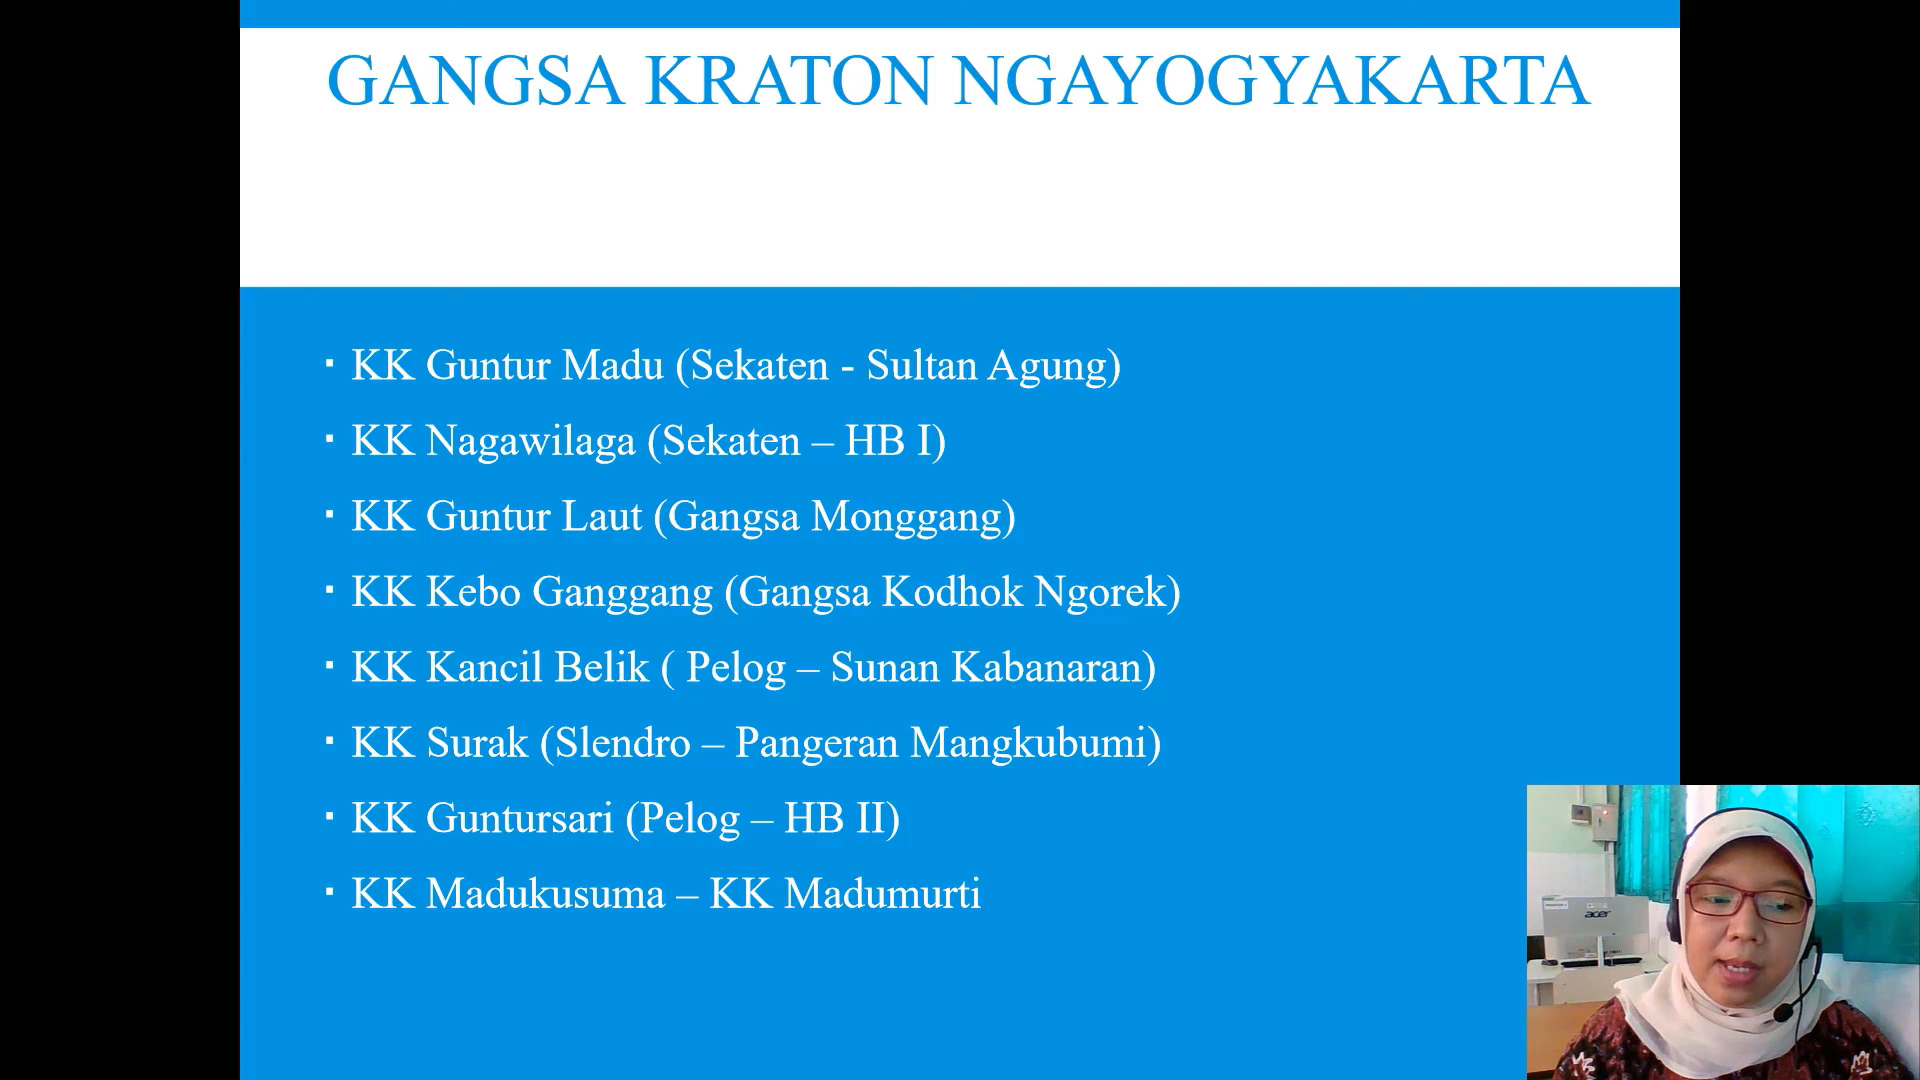 GANGSA KRATON NGAYOGYAKARTA
▪ KK Guntur Madu (Sekaten - Sultan Agung)
▪ KK Nagawilaga (Sekaten – HB I)
▪ KK Guntur Laut (Gangsa Monggang)
▪ KK Kebo Ganggang (Gangsa Kodhok Ngorek)
▪ KK Kancil Belik ( Pelog – Sunan Kabanaran)
▪ KK Surak (Slendro – Pangeran Mangkubumi)
▪ KK Guntursari (Pelog – HB II)
▪ KK Madukusuma – KK Madumurti
acer